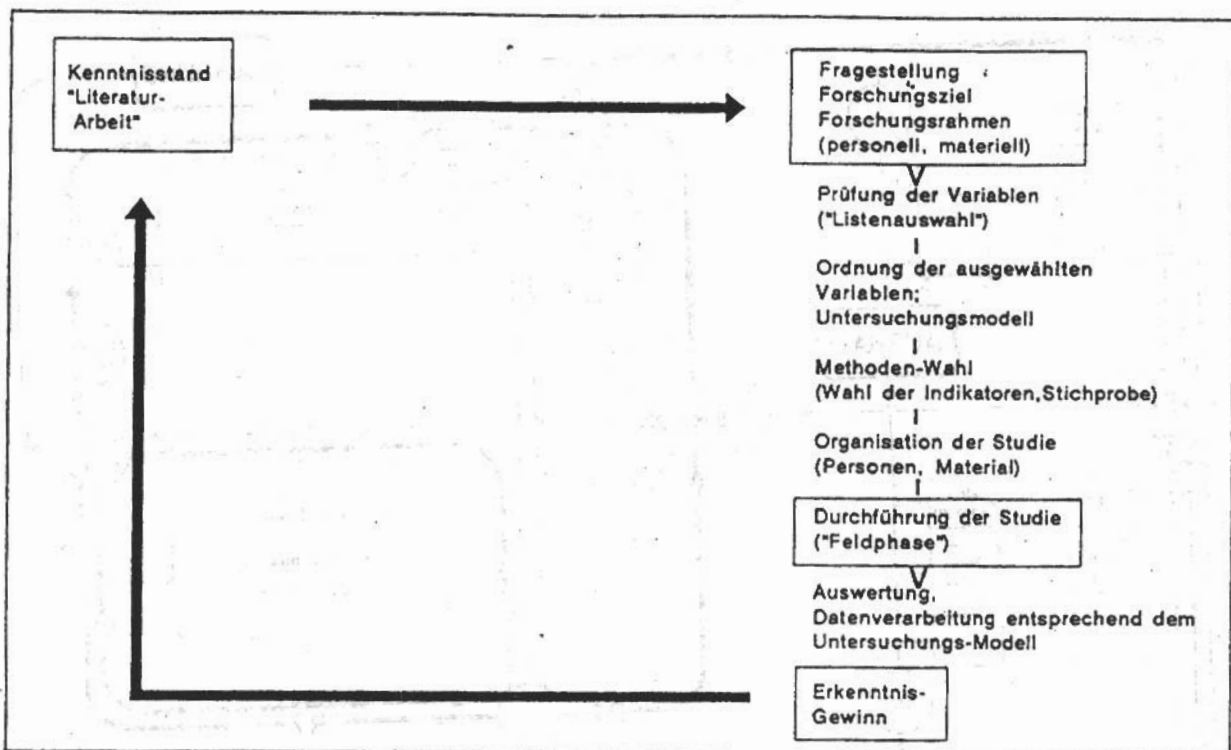 Kenntnisstand
"Literatur-
Arbeit"
Fragestellung
Forschungsziel
Forschungsrahmen
(personell, materiell)
Prüfung der Variablen
("Listenauswahl")
Ordnung der ausgewählten
Variablen;
Untersuchungsmodell
Methoden-Wahl
(Wahl der Indikatoren,Stichprobe)
Organisation der Studie
(Personen, Material)
Durchführung der Studie
("Feldphase")
Auswertung,
Datenverarbeitung entsprechend dem
Untersuchungs-Modell
Erkenntnis-
Gewinn